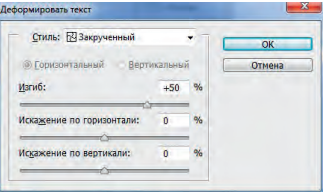 Деформировать текст
Стиль: Закрученный
Горизонтальный Вертикальный
Изгиб: +50 %
Искажение по горизонтали: 0 %
Искажение по вертикали: 0 %
OK
Отмена